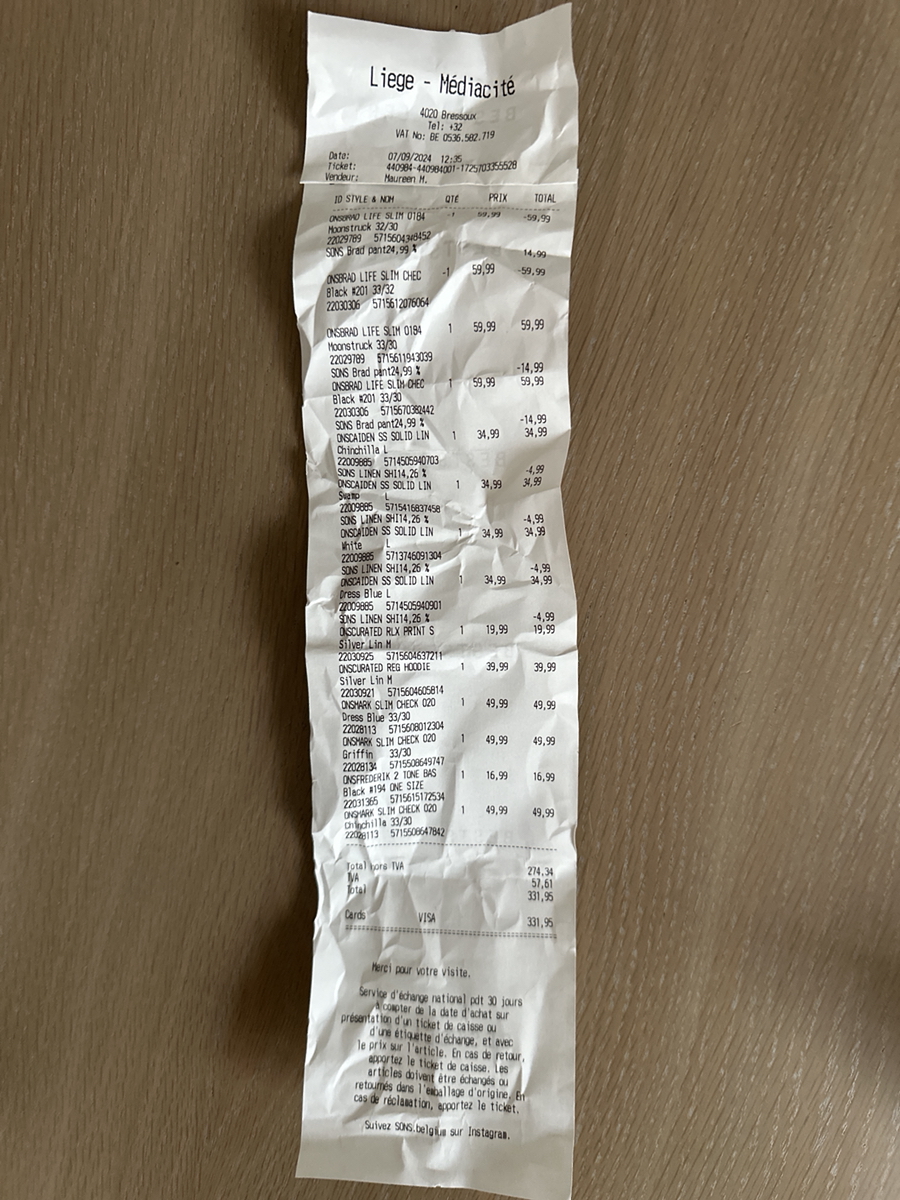 Liege - Médiacité
4020 Bressoux
Tel: +32
VAT No: BE 0536.582.719
Date: 07/09/2024 12:35
Ticket: 440984-440984001-1725703355528
Vendeur: Maureen M.
ID STYLE & NOM QTÉ PRIX TOTAL
ONSBRAD LIFE SLIM 0184 -1 59,99 -59,99
Moonstruck 32/30
22029789 5715604348452
SONS Brad pant24,99 % 14,99
ONSBRAD LIFE SLIM CHEC -1 59,99 -59,99
Black #201 33/32
22030306 5715612076064
ONSBRAD LIFE SLIM 0184 1 59,99 59,99
Moonstruck 33/30
22029789 5715611943039
SONS Brad pant24,99 % -14,99
ONSBRAD LIFE SLIM CHEC 1 59,99 59,99
Black #201 33/30
22030306 5715670382442
SONS Brad pant24,99 % -14,99
ONSCAIDEN SS SOLID LIN 1 34,99 34,99
Chinchilla L
22009885 5714505940703
SONS LINEN SHI14,26 % -4,99
ONSCAIDEN SS SOLID LIN 1 34,99 34,99
Swamp L
22009885 5715416837458
SONS LINEN SHI14,26 % -4,99
ONSCAIDEN SS SOLID LIN 1 34,99 34,99
White L
22009885 5713746091304
SONS LINEN SHI14,26 % -4,99
ONSCAIDEN SS SOLID LIN 1 34,99 34,99
Dress Blue L
22009885 5714505940901
SONS LINEN SHI14,26 % -4,99
ONSCURATED RLX PRINT S 1 19,99 19,99
Silver Lin M
22030925 5715604637211
ONSCURATED REG HOODIE 1 39,99 39,99
Silver Lin M
22030921 5715604605814
ONSMARK SLIM CHECK 020 1 49,99 49,99
Dress Blue 33/30
22028113 5715608012304
ONSMARK SLIM CHECK 020 1 49,99 49,99
Griffin 33/30
22028134 5715508649747
ONSFREDERIK 2 TONE BAS 1 16,99 16,99
Black #194 ONE SIZE
22031365 5715615172534
ONSMARK SLIM CHECK 020 1 49,99 49,99
Chinchilla 33/30
22028113 5715508647842
Total hors TVA 274,34
TVA 57,61
Total 331,95
Cards VISA 331,95
Merci pour votre visite.
Service d'échange national pdt 30 jours
à compter de la date d'achat sur
présentation d'un ticket de caisse ou
d'une étiquette d'échange, et avec
le prix sur l'article. En cas de retour,
apportez le ticket de caisse. Les
articles doivent être échangés ou
retournés dans l'emballage d'origine. En
cas de réclamation, apportez le ticket.
Suivez SONS.belgium sur Instagram.